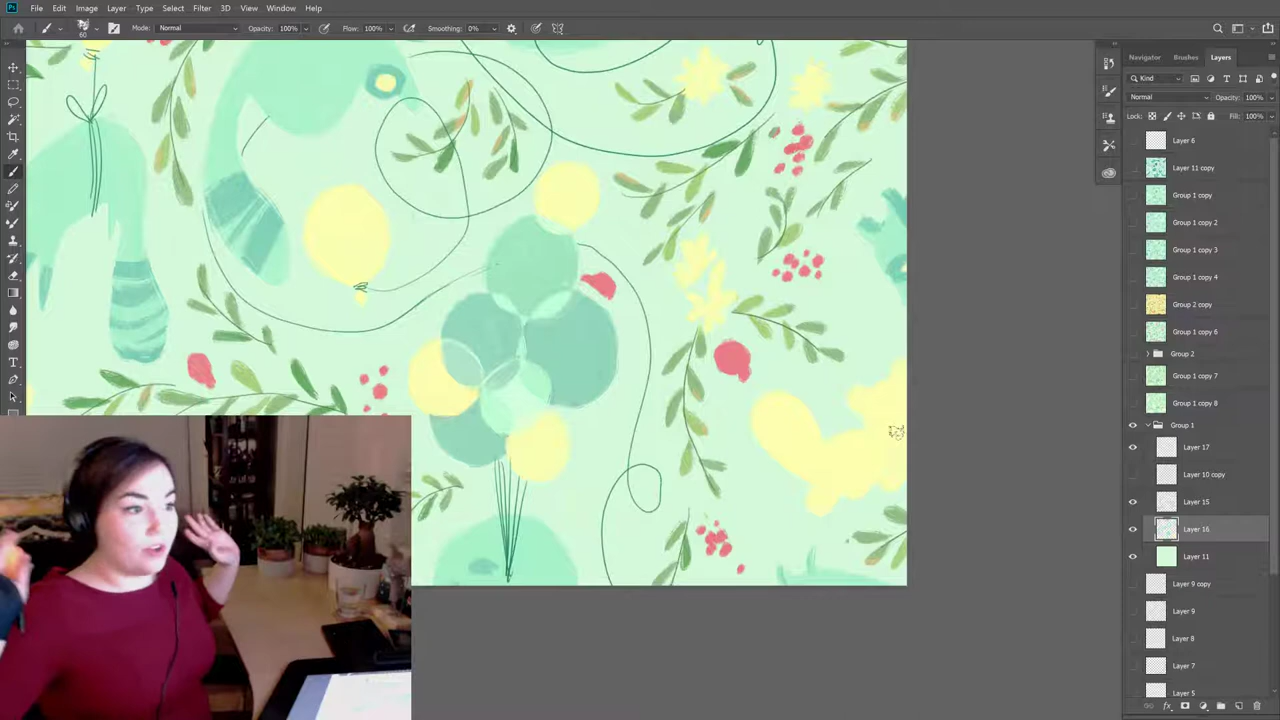 Ps File Edit Image Layer Type Select Filter 3D View Window Help
60 Mode: Normal Opacity: 100% Flow: 100% Smoothing: 0%
Navigator Brushes Layers
Kind
Normal Opacity: 100%
Lock: Fill: 100%
Layer 6
Layer 11 copy
Group 1 copy
Group 1 copy 2
Group 1 copy 3
Group 1 copy 4
Group 2 copy
Group 1 copy 6
Group 2
Group 1 copy 7
Group 1 copy 8
Group 1
Layer 17
Layer 10 copy
Layer 15
Layer 16
Layer 11
Layer 9 copy
Layer 9
Layer 8
Layer 7
Layer 5
fx